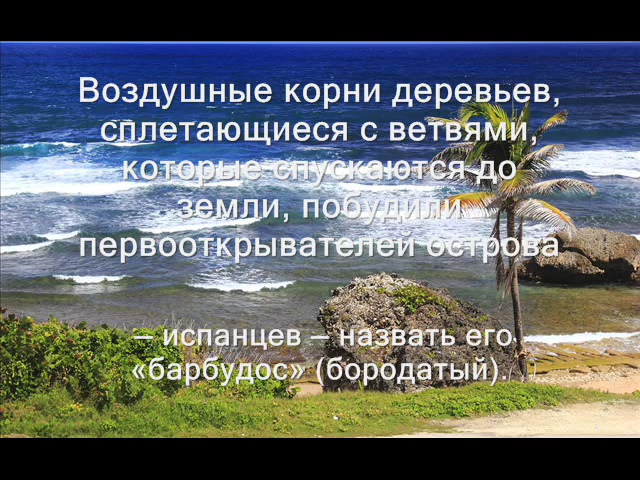 Воздушные корни деревьев,
сплетающиеся с ветвями,
которые спускаются до
земли, побудили
первооткрывателей острова
– испанцев – назвать его
«барбудос» (бородатый).